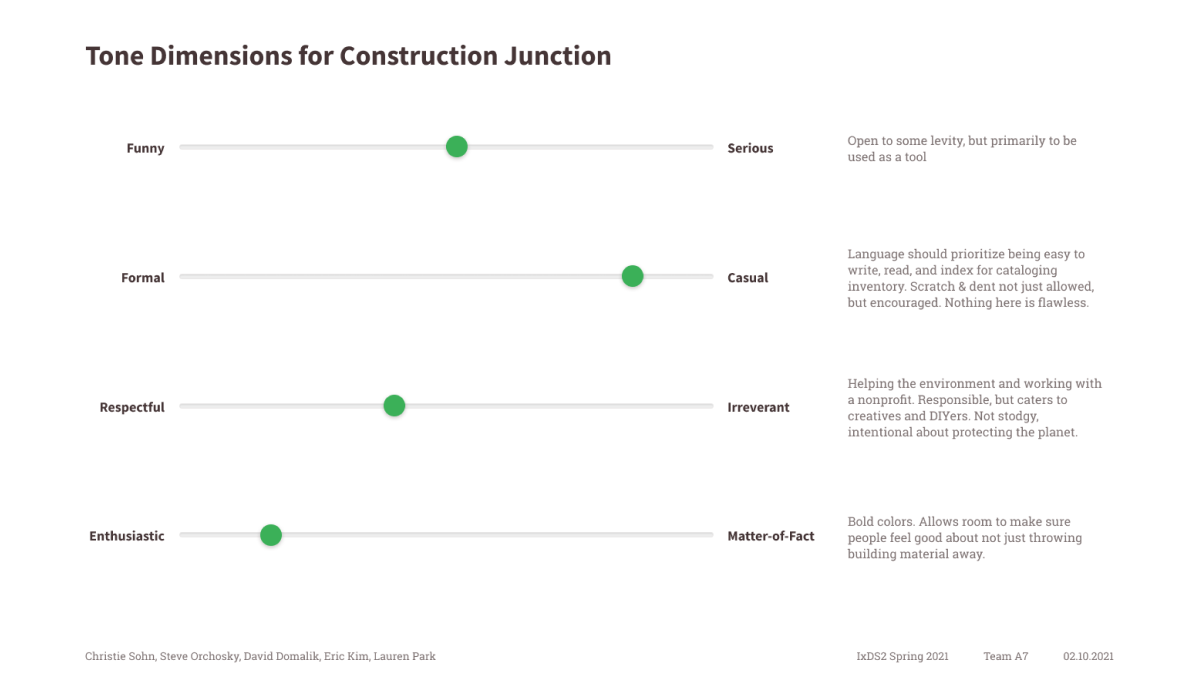 Tone Dimensions for Construction Junction
Funny
Serious
Open to some levity, but primarily to be
used as a tool
Formal
Casual
Language should prioritize being easy to
write, read, and index for cataloging
inventory. Scratch & dent not just allowed,
but encouraged. Nothing here is flawless.
Respectful
Irreverant
Helping the environment and working with
a nonprofit. Responsible, but caters to
creatives and DIYers. Not stodgy,
intentional about protecting the planet.
Enthusiastic
Matter-of-Fact
Bold colors. Allows room to make sure
people feel good about not just throwing
building material away.
Christie Sohn, Steve Orchosky, David Domalik, Eric Kim, Lauren Park
IxDS2 Spring 2021
Team A7
02.10.2021